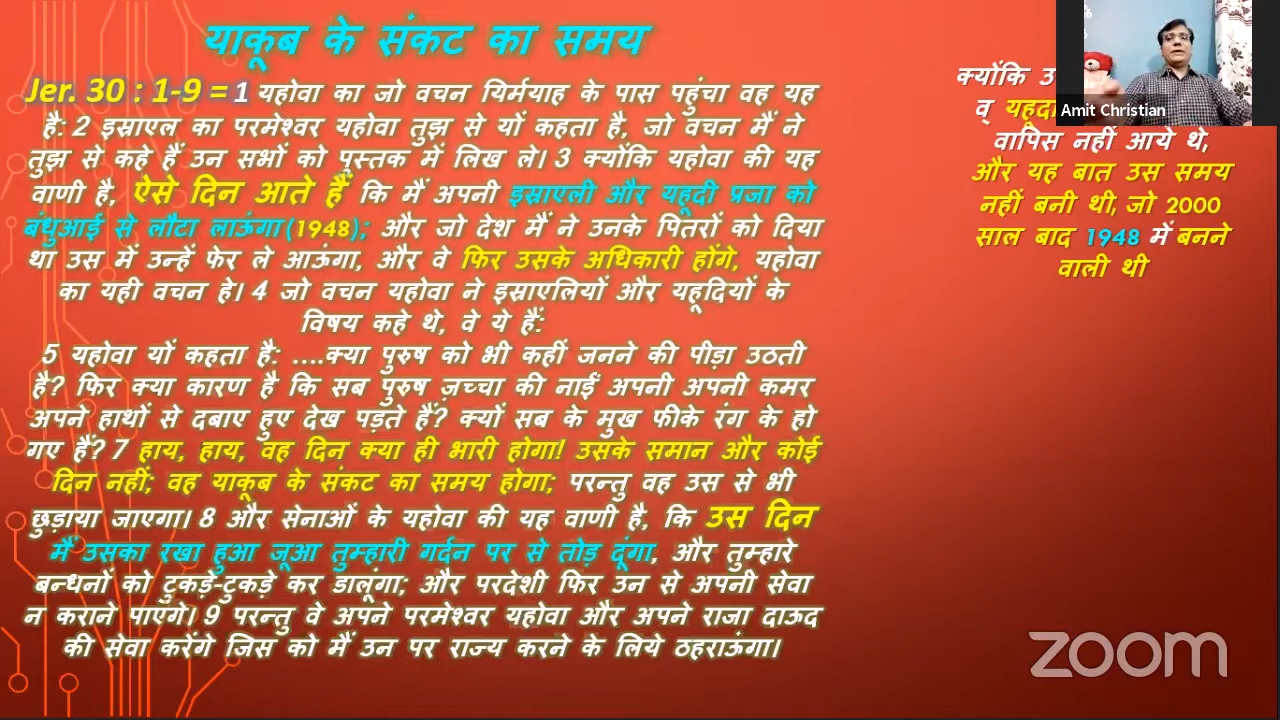 याकूब के संकट का समय
Jer. 30 : 1-9 = 1 यहोवा का जो वचन यिर्मयाह के पास पहुंचा वह यह
है: 2 इस्राएल का परमेश्वर यहोवा तुझ से यों कहता है, जो वचन मैं ने
तुझ से कहे हैं उन सभों को पुस्तक में लिख ले। 3 क्योंकि यहोवा की यह
वाणी है, ऐसे दिन आते हैं कि मैं अपनी इस्राएली और यहूदी प्रजा को
बंधुआई से लौटा लाऊंगा(1948); और जो देश मैं ने उनके पितरों को दिया
था उस में उन्हें फेर ले आऊंगा, और वे फिर उसके अधिकारी होंगे, यहोवा
का यही वचन हे। 4 जो वचन यहोवा ने इस्राएलियों और यहूदियों के
विषय कहे थे, वे ये हैं:
5 यहोवा यों कहता है: ....क्या पुरुष को भी कहीं जनने की पीड़ा उठती
है? फिर क्या कारण है कि सब पुरुष ज़च्चा की नाईं अपनी अपनी कमर
अपने हाथों से दबाए हुए देख पड़ते हैं? क्यों सब के मुख फीके रंग के हो
गए हैं? 7 हाय, हाय, वह दिन क्या ही भारी होगा! उसके समान और कोई
दिन नहीं; वह याकूब के संकट का समय होगा; परन्तु वह उस से भी
छुड़ाया जाएगा। 8 और सेनाओं के यहोवा की यह वाणी है, कि उस दिन
मैं उसका रखा हुआ जूआ तुम्हारी गर्दन पर से तोड़ दूंगा, और तुम्हारे
बन्धनों को टुकड़े-टुकड़े कर डालूंगा; और परदेशी फिर उन से अपनी सेवा
न कराने पाएंगे। 9 परन्तु वे अपने परमेश्वर यहोवा और अपने राजा दाऊद
की सेवा करेंगे जिस को मैं उन पर राज्य करने के लिये ठहराऊंगा।
क्योंकि
व् यहूदा
वापिस नहीं आये थे,
और यह बात उस समय
नहीं बनी थी, जो 2000
साल बाद 1948 में बनने
वाली थी
Amit Christian
zoom